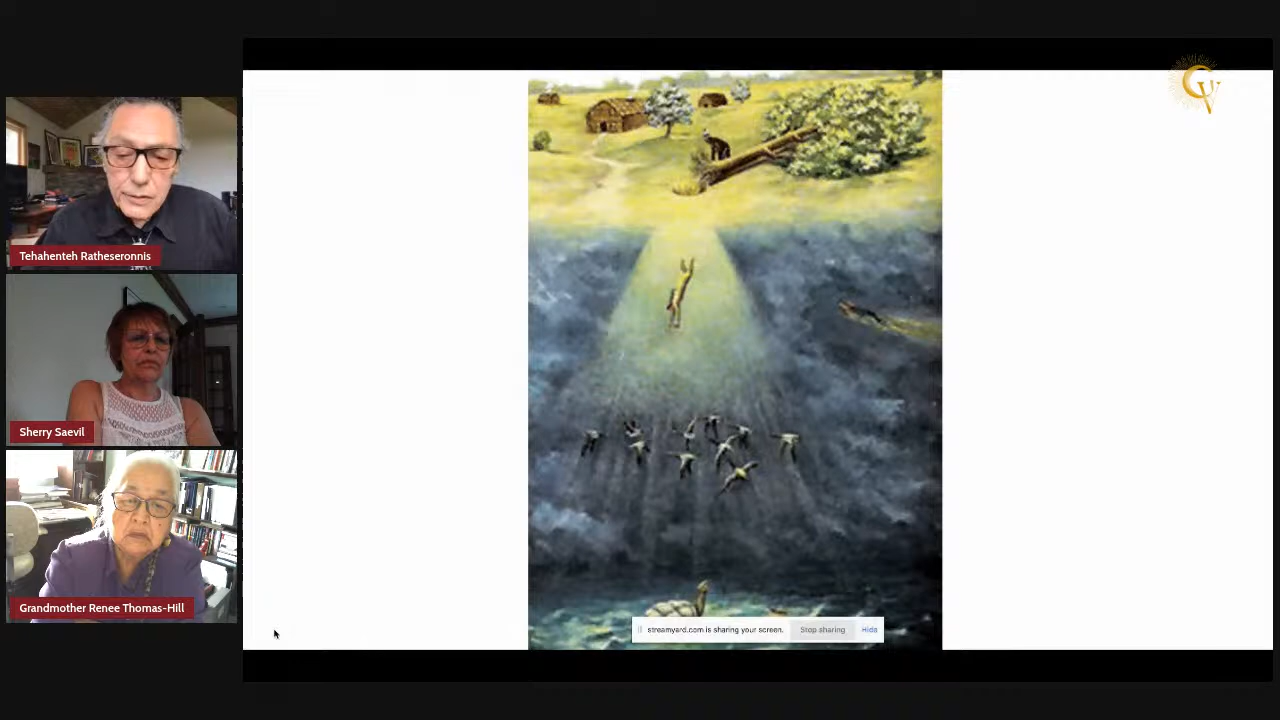 Tehahenteh Ratheseronnis
Sherry Saevil
Grandmother Renee Thomas-Hill
streamyard.com is sharing your screen. Stop sharing Hide